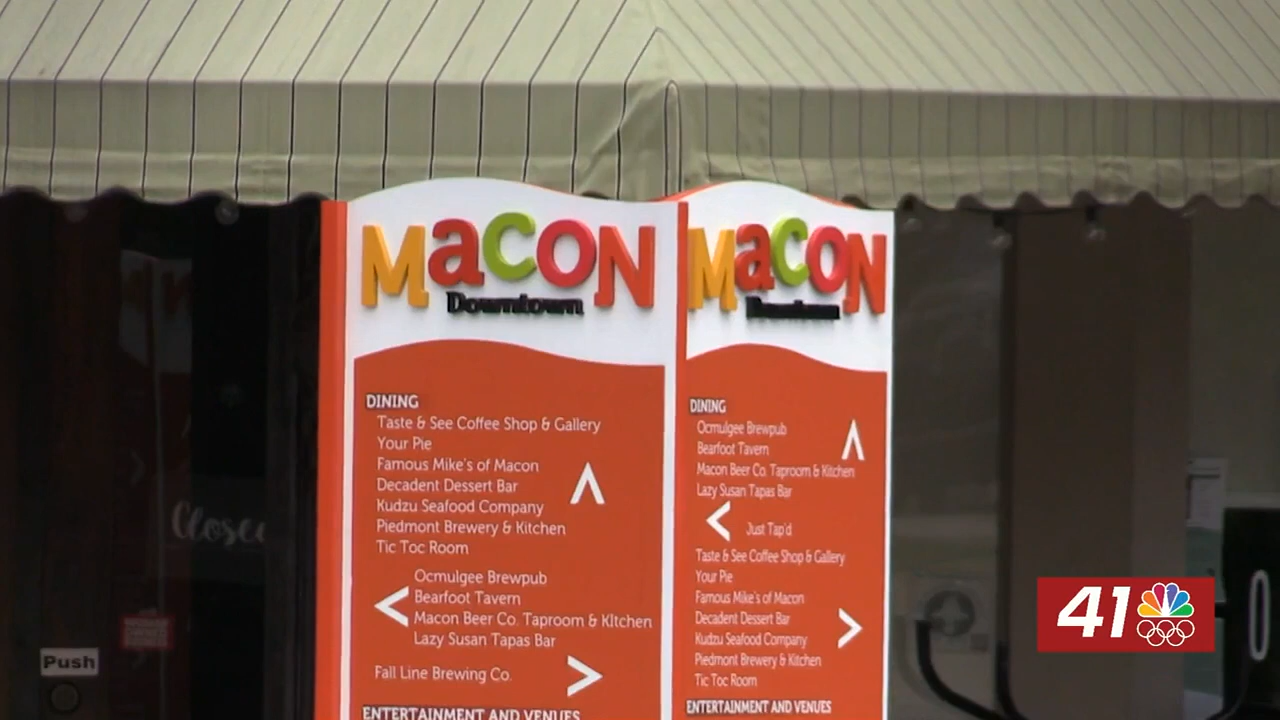 MaCON
Downtown
DINING
Taste & See Coffee Shop & Gallery
Your Pie
Famous Mike's of Macon
Decadent Dessert Bar
Kudzu Seafood Company
Piedmont Brewery & Kitchen
Tic Toc Room
Ocmulgee Brewpub
Bearfoot Tavern
Macon Beer Co. Taproom & KItchen
Lazy Susan Tapas Bar
Fall Line Brewing Co.
ENTERTAINMENT AND VENUES
MaCON
Downtown
DINING
Ocmulgee Brewpub
Bearfoot Tavern
Macon Beer Co. Taproom & Kitchen
Lazy Susan Tapas Bar
Just Tap'd
Taste & See Coffee Shop & Gallery
Your Pie
Famous Mike's of Macon
Decadent Dessert Bar
Kudzu Seafood Company
Piedmont Brewery & Kitchen
Tic Toc Room
ENTERTAINMENT AND VENUES
Closed
Push
41